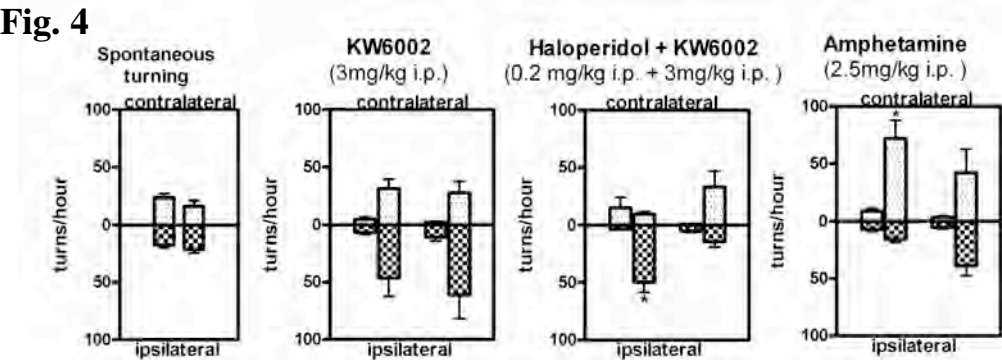 Fig. 4
Spontaneous
turning
contralateral
100
50
0
50
100
turns/hour
ipsilateral
KW6002
(3mg/kg i.p.)
contralateral
100
50
0
50
100
turns/hour
ipsilateral
Haloperidol + KW6002
(0.2 mg/kg i.p. + 3mg/kg i.p. )
contralateral
100
50
0
50
100
turns/hour
*
ipsilateral
Amphetamine
(2.5mg/kg i.p. )
contralateral
100
50
0
50
100
turns/hour
*
ipsilateral